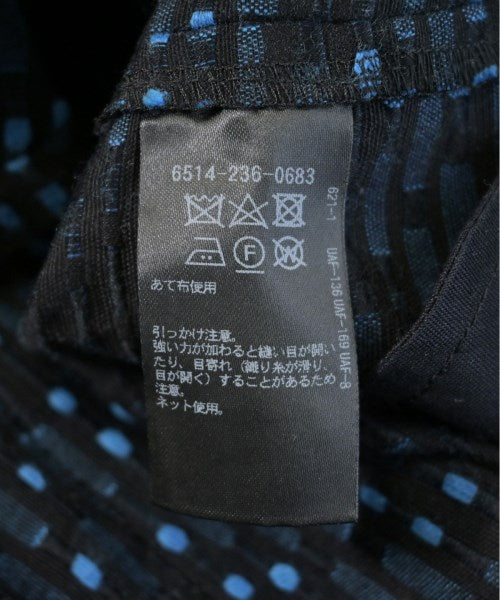 6514-236-0683
F W
あて布使用
引っかけ注意。
強い力が加わると縫い目が開い
たり、目寄れ（織り糸が滑り、
目が開く）することがあるため
ネット使用。
621-1 UAF-136 UAF-169 UAF-8